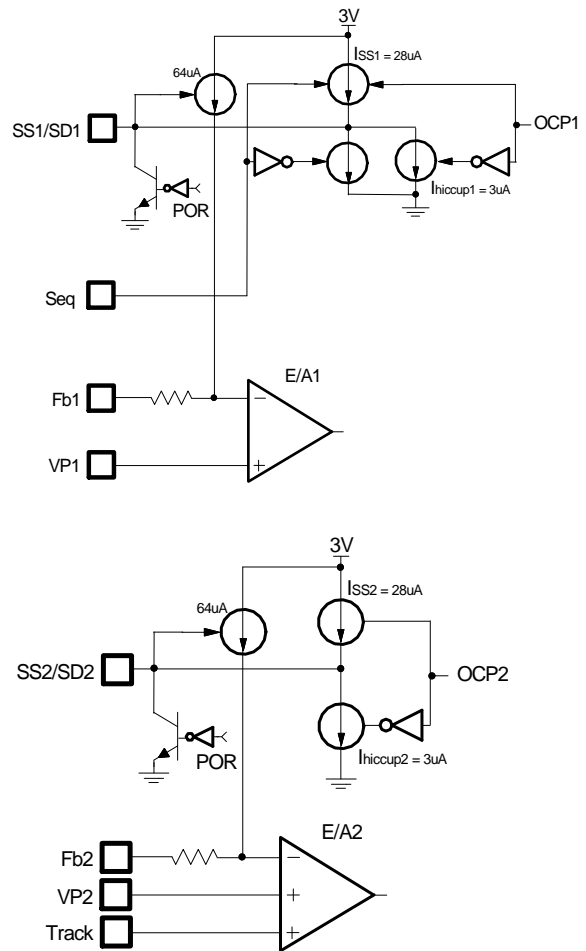 3V
ISS1 = 28uA
64uA
SS1/SD1
OCP1
Ihiccup1 = 3uA
POR
Seq
E/A1
Fb1
VP1
3V
ISS2 = 28uA
64uA
SS2/SD2
OCP2
POR
Ihiccup2 = 3uA
E/A2
Fb2
VP2
Track